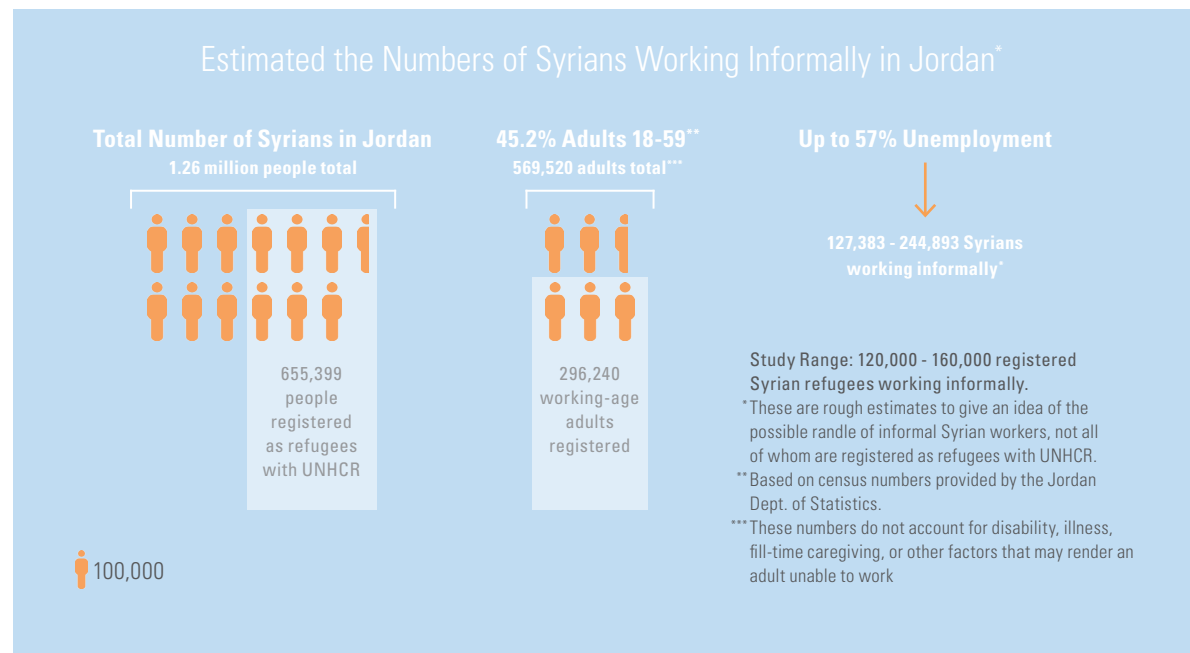 Estimated the Numbers of Syrians Working Informally in Jordan*
Total Number of Syrians in Jordan
1.26 million people total
655,399
people
registered
as refugees
with UNHCR
45.2% Adults 18-59**
569,520 adults total***
296,240
working-age
adults
registered
Up to 57% Unemployment
127,383 - 244,893 Syrians
working informally*
Study Range: 120,000 - 160,000 registered
Syrian refugees working informally.
*These are rough estimates to give an idea of the
possible randle of informal Syrian workers, not all
of whom are registered as refugees with UNHCR.
**Based on census numbers provided by the Jordan
Dept. of Statistics.
***These numbers do not account for disability, illness,
fill-time caregiving, or other factors that may render an
adult unable to work
100,000